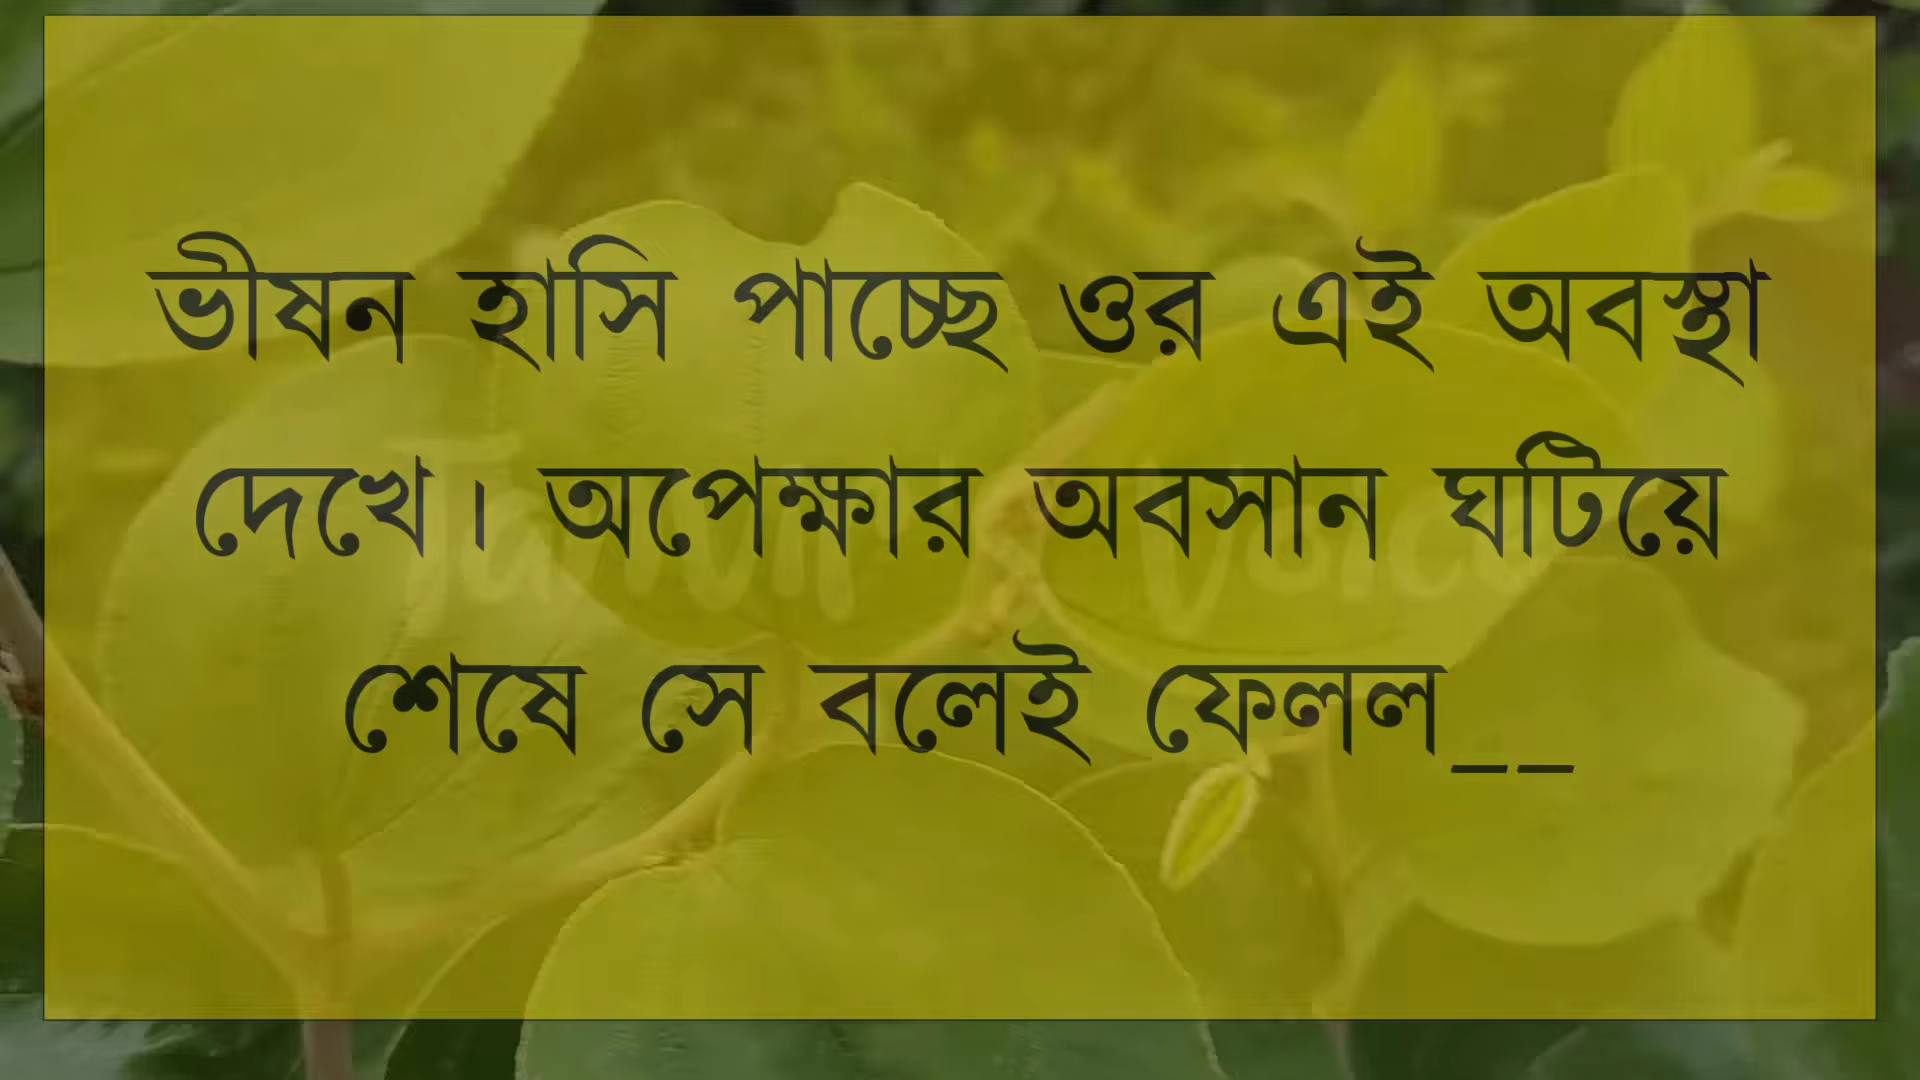 ভীষন হাসি পাচ্ছে ওর এই অবস্থা
দেখে। অপেক্ষার অবসান ঘটিয়ে
শেষে সে বলেই ফেলল__